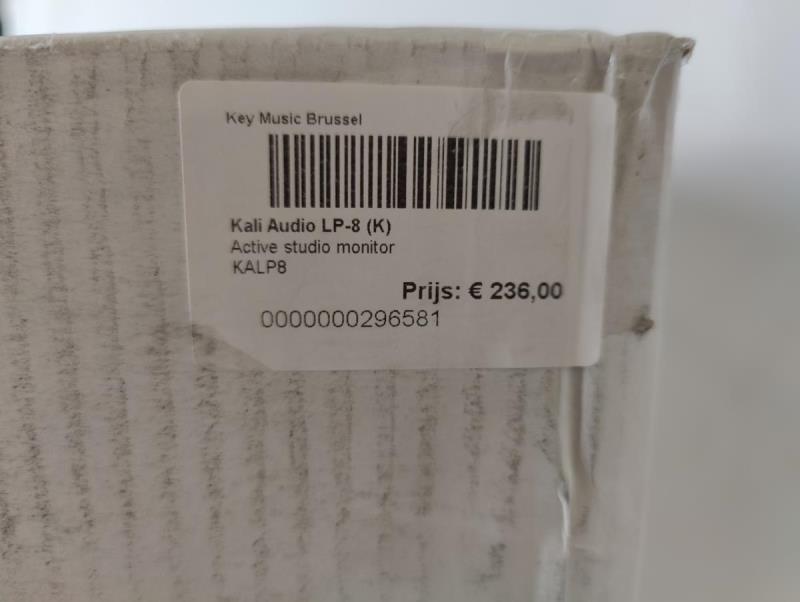 Key Music Brussel
Kali Audio LP-8 (K)
Active studio monitor
KALP8
Prijs: € 236,00
0000000296581